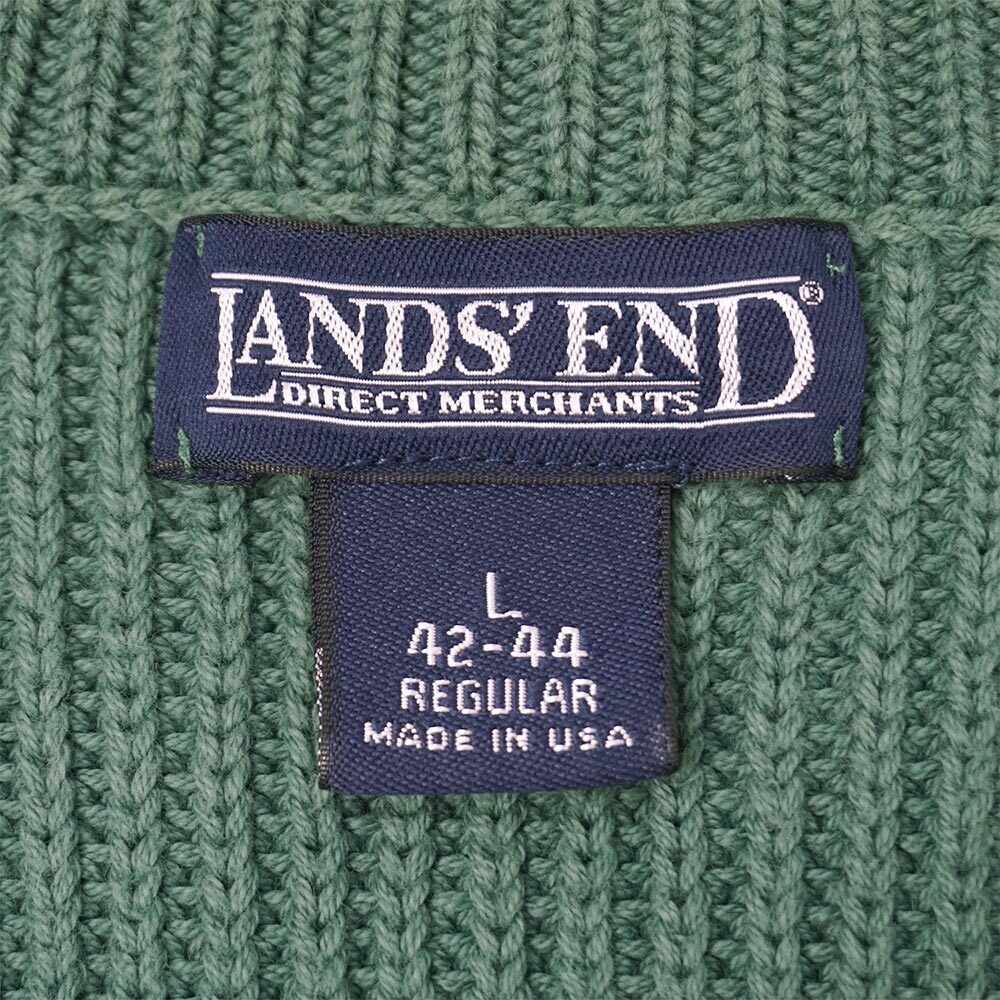 LANDS' END®
DIRECT MERCHANTS
L
42-44
REGULAR
MADE IN USA